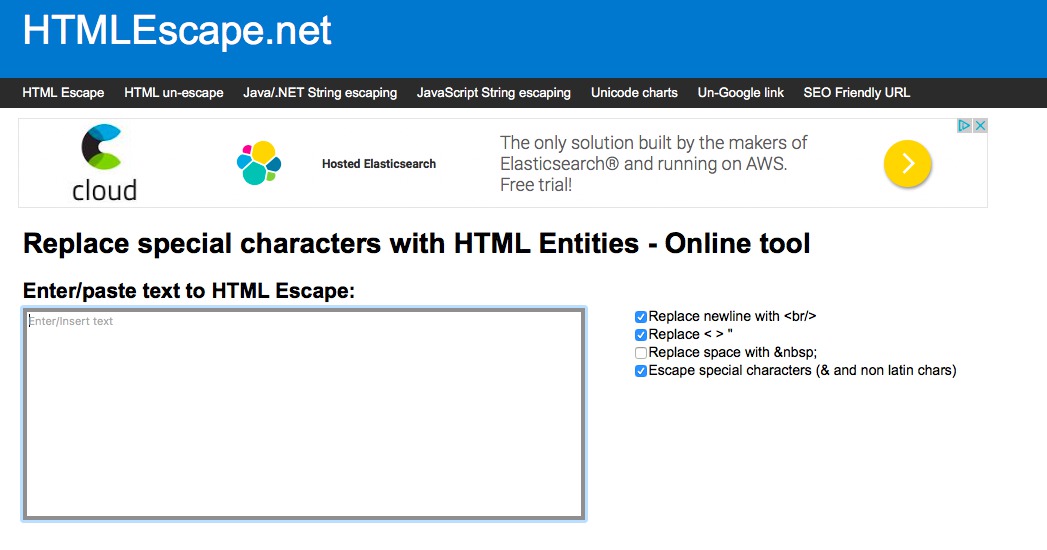 HTMLEscape.net
HTML Escape HTML un-escape Java/.NET String escaping JavaScript String escaping Unicode charts Un-Google link SEO Friendly URL
cloud
Hosted Elasticsearch
The only solution built by the makers of
Elasticsearch® and running on AWS.
Free trial!
Replace special characters with HTML Entities - Online tool
Enter/paste text to HTML Escape:
Enter/Insert text
Replace newline with <br/>
Replace < > "
Replace space with &nbsp;
Escape special characters (& and non latin chars)